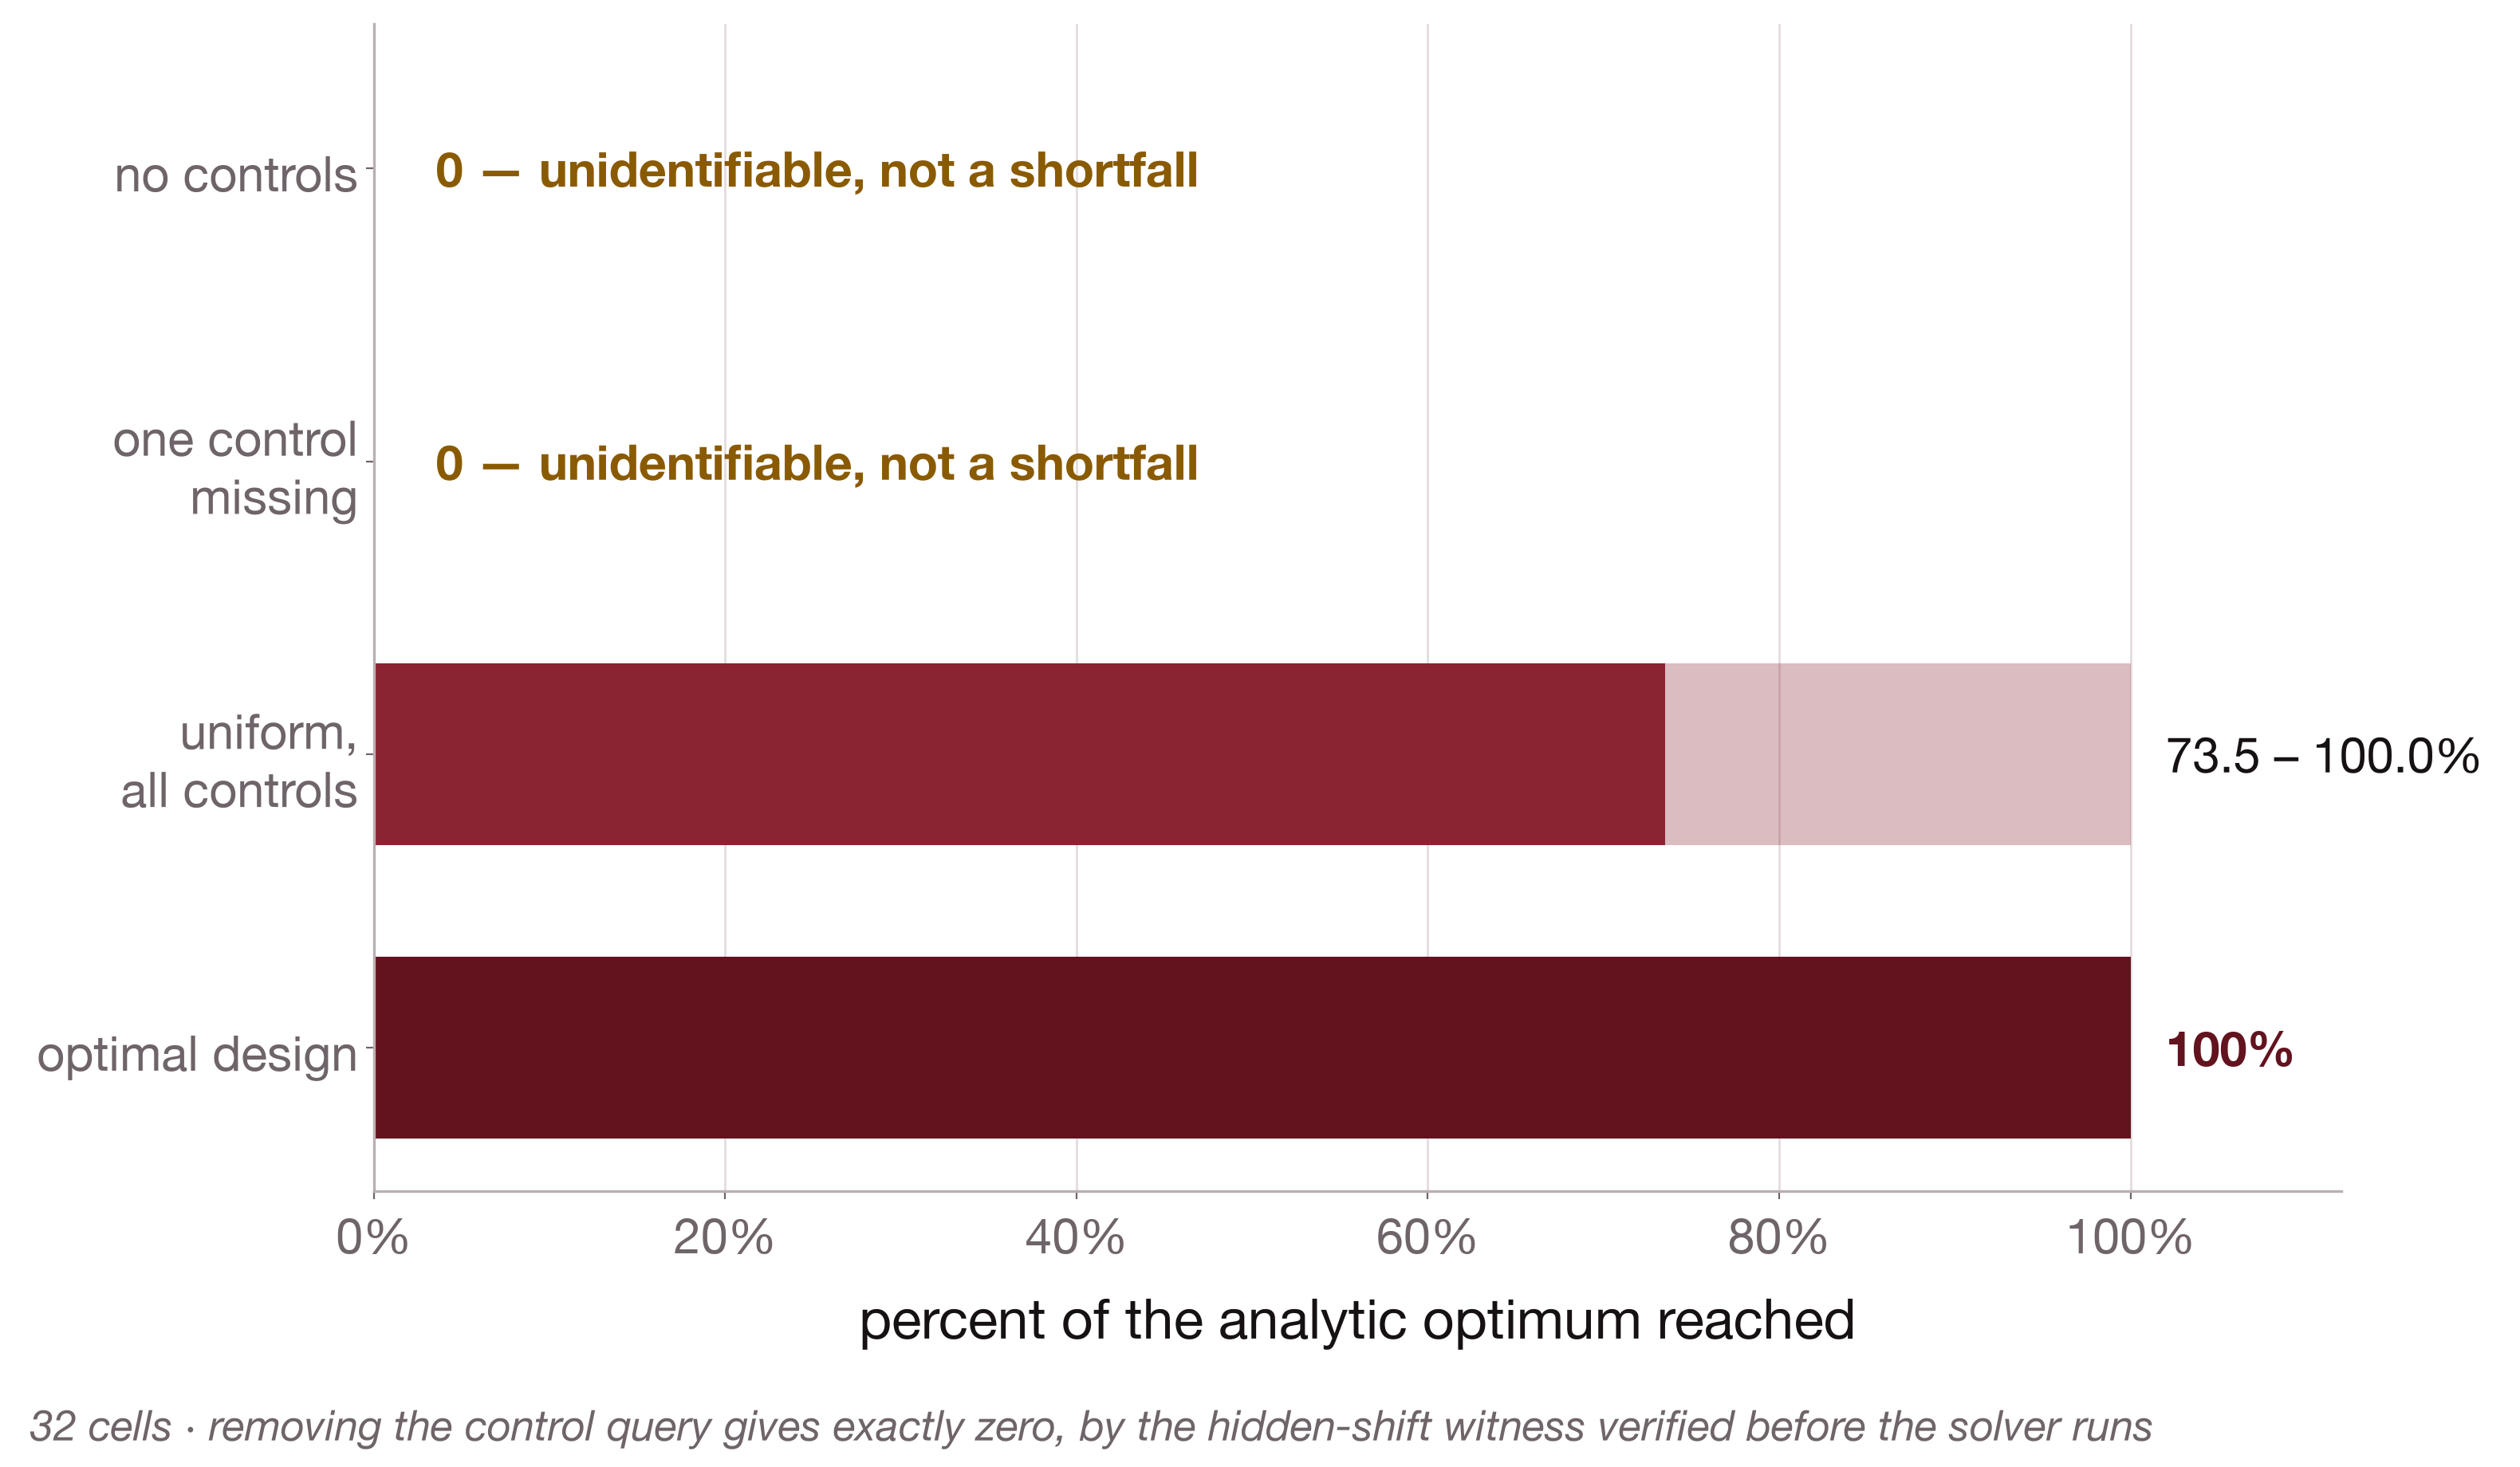 no controls
0 — unidentifiable, not a shortfall
one control
missing
0 — unidentifiable, not a shortfall
uniform,
all controls
73.5 – 100.0%
optimal design
100%
0%
20%
40%
60%
80%
100%
percent of the analytic optimum reached
32 cells · removing the control query gives exactly zero, by the hidden-shift witness verified before the solver runs